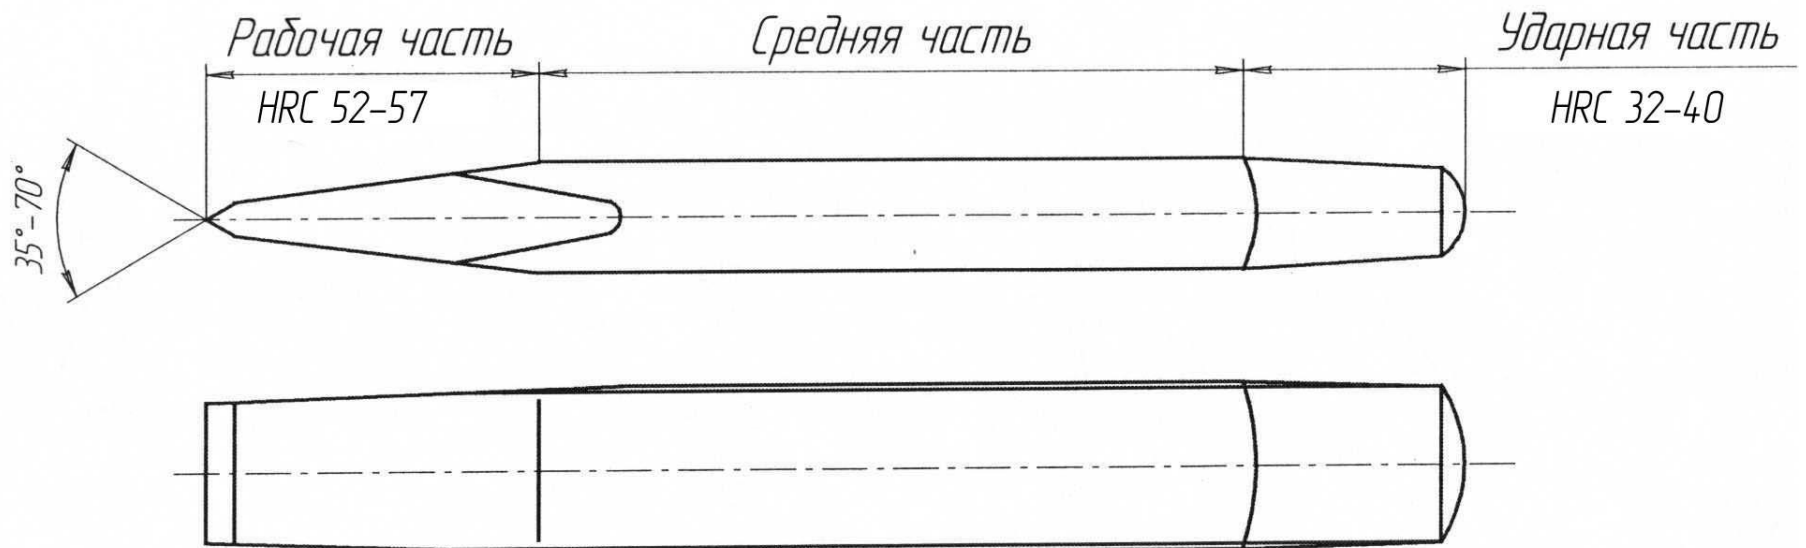 Рабочая часть
Средняя часть
Ударная часть
HRC 52-57
HRC 32-40
35°-70°